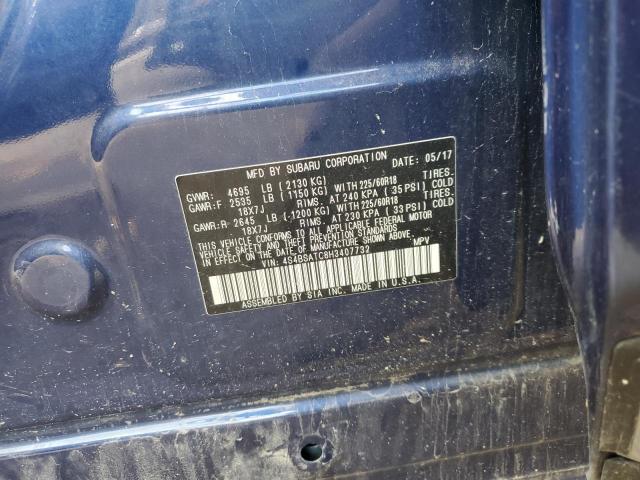 MFD BY SUBARU CORPORATION DATE: 05/17
GVWR: 4695 LB (2130 KG)
GAWR:F 2535 LB (1150 KG) WITH 225/60R18 TIRES.
18X7J RIMS. AT 240 KPA (35 PSI) COLD
GAWR:R 2645 LB (1200 KG) WITH 225/60R18 TIRES.
18X7J RIMS. AT 230 KPA (33 PSI) COLD
THIS VEHICLE CONFORMS TO ALL APPLICABLE FEDERAL MOTOR
VEHICLE SAFETY AND THEFT PREVENTION STANDARDS
IN EFFECT ON THE DATE OF MANUFACTURE SHOWN ABOVE.
VIN: 4S4BSATC8H3407732 MPV
ASSEMBLED BY SIA INC. MADE IN U.S.A.